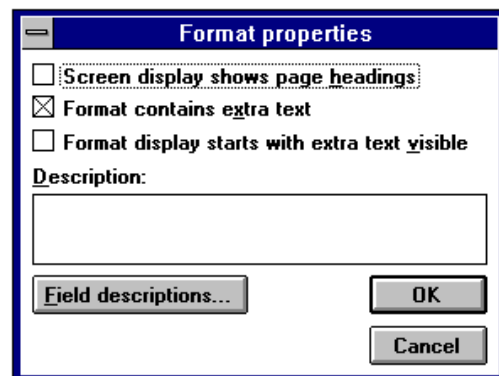 Format properties
Screen display shows page headings
Format contains extra text
Format display starts with extra text visible
Description:
Field descriptions...
OK
Cancel